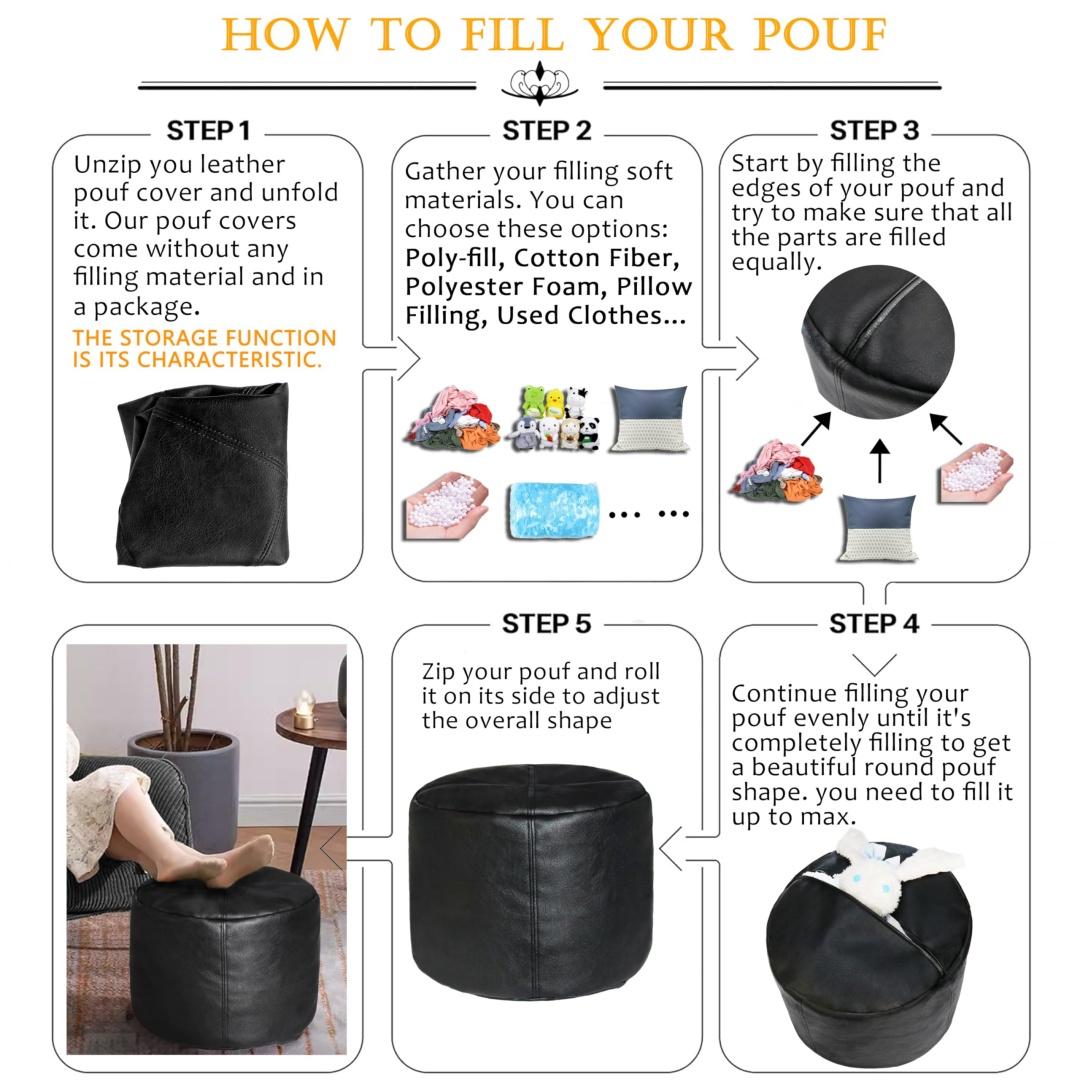 HOW TO FILL YOUR POUF
STEP 1
Unzip you leather
pouf cover and unfold
it. Our pouf covers
come without any
filling material and in
a package.
THE STORAGE FUNCTION
IS ITS CHARACTERISTIC.
STEP 2
Gather your filling soft
materials. You can
choose these options:
Poly-fill, Cotton Fiber,
Polyester Foam, Pillow
Filling, Used Clothes...
... ...
STEP 3
Start by filling the
edges of your pouf and
try to make sure that all
the parts are filled
equally.
STEP 4
Continue filling your
pouf evenly until it's
completely filling to get
a beautiful round pouf
shape. you need to fill it
up to max.
STEP 5
Zip your pouf and roll
it on its side to adjust
the overall shape